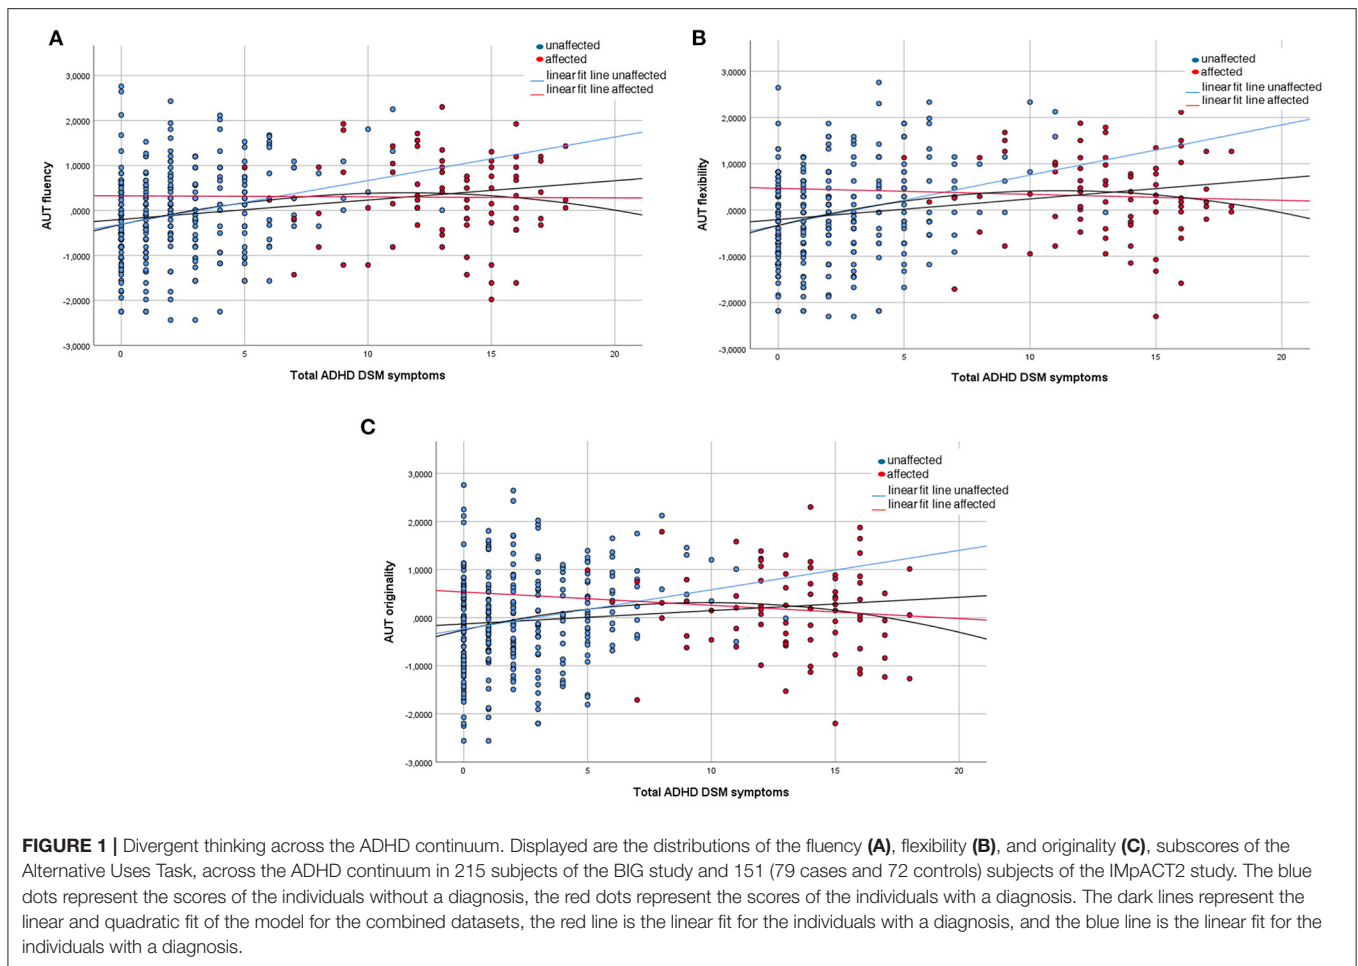 A
unaffected
affected
linear fit line unaffected
linear fit line affected
3,0000
2,0000
1,0000
,0000
-1,0000
-2,0000
-3,0000
AUT fluency
0
5
10
15
20
Total ADHD DSM symptoms
B
unaffected
affected
linear fit line unaffected
linear fit line affected
3,0000
2,0000
1,0000
,0000
-1,0000
-2,0000
-3,0000
AUT flexibility
0
5
10
15
20
Total ADHD DSM symptoms
C
unaffected
affected
linear fit line unaffected
linear fit line affected
3,0000
2,0000
1,0000
,0000
-1,0000
-2,0000
-3,0000
AUT originality
0
5
10
15
20
Total ADHD DSM symptoms
FIGURE 1 | Divergent thinking across the ADHD continuum. Displayed are the distributions of the fluency (A), flexibility (B), and originality (C), subscores of the
Alternative Uses Task, across the ADHD continuum in 215 subjects of the BIG study and 151 (79 cases and 72 controls) subjects of the IMpACT2 study. The blue
dots represent the scores of the individuals without a diagnosis, the red dots represent the scores of the individuals with a diagnosis. The dark lines represent the
linear and quadratic fit of the model for the combined datasets, the red line is the linear fit for the individuals with a diagnosis, and the blue line is the linear fit for the
individuals with a diagnosis.